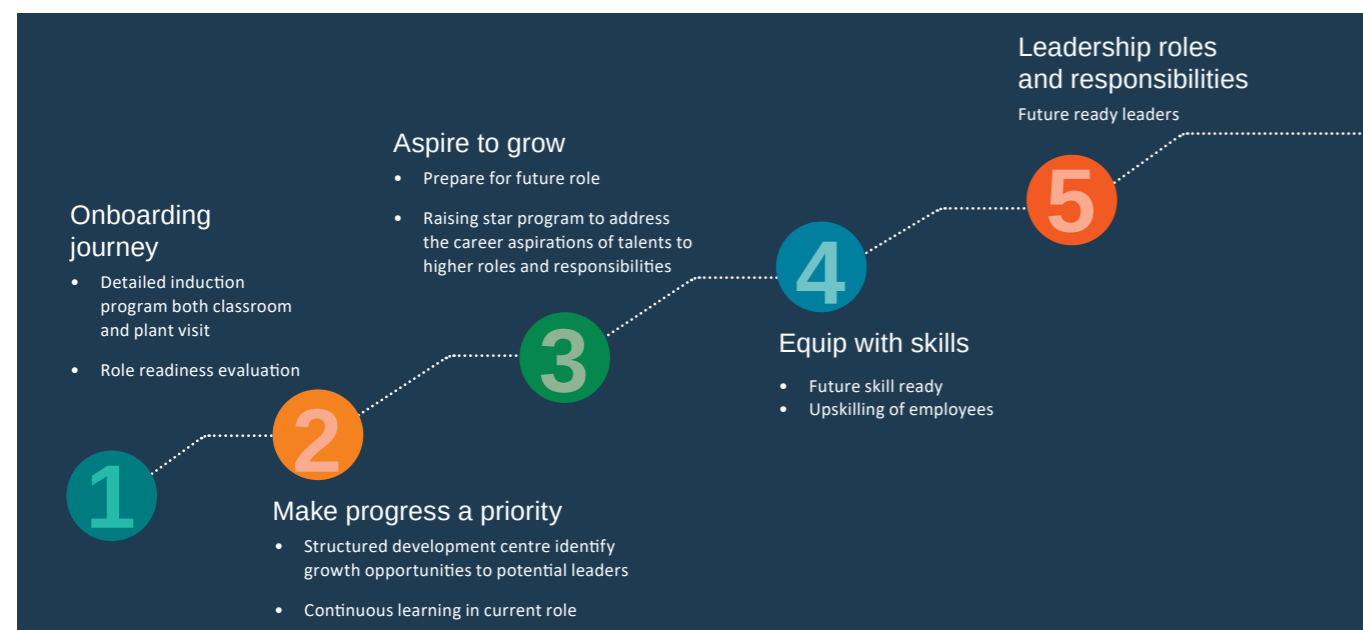 1
Onboarding
journey
• Detailed induction
program both classroom
and plant visit
• Role readiness evaluation
2
Make progress a priority
• Structured development centre identify
growth opportunities to potential leaders
• Continuous learning in current role
3
Aspire to grow
• Prepare for future role
• Raising star program to address
the career aspirations of talents to
higher roles and responsibilities
4
Equip with skills
• Future skill ready
• Upskilling of employees
5
Leadership roles
and responsibilities
Future ready leaders